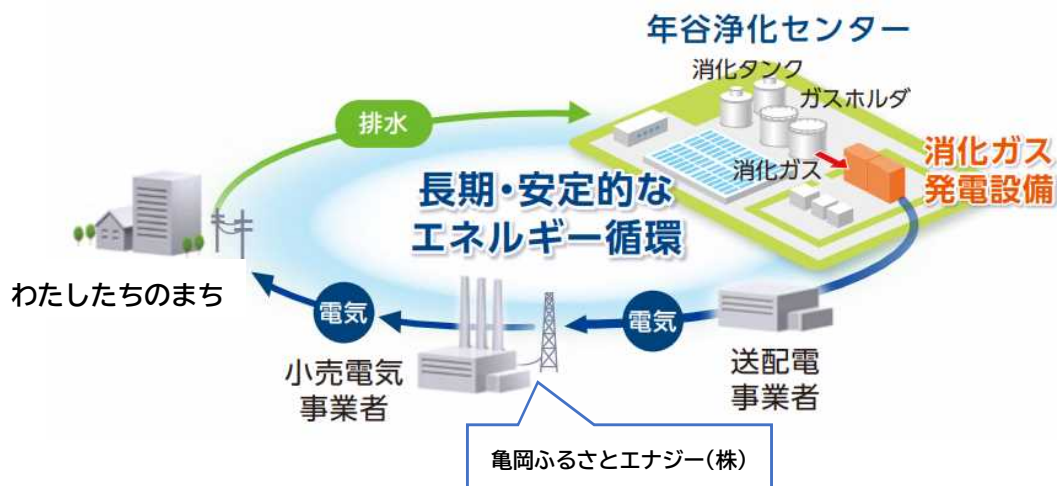 年谷浄化センター
消化タンク
ガスホルダ
排水
消化ガス
消化ガス
発電設備
長期・安定的な
エネルギー循環
わたしたちのまち
電気
電気
小売電気
事業者
送配電
事業者
亀岡ふるさとエナジー(株)